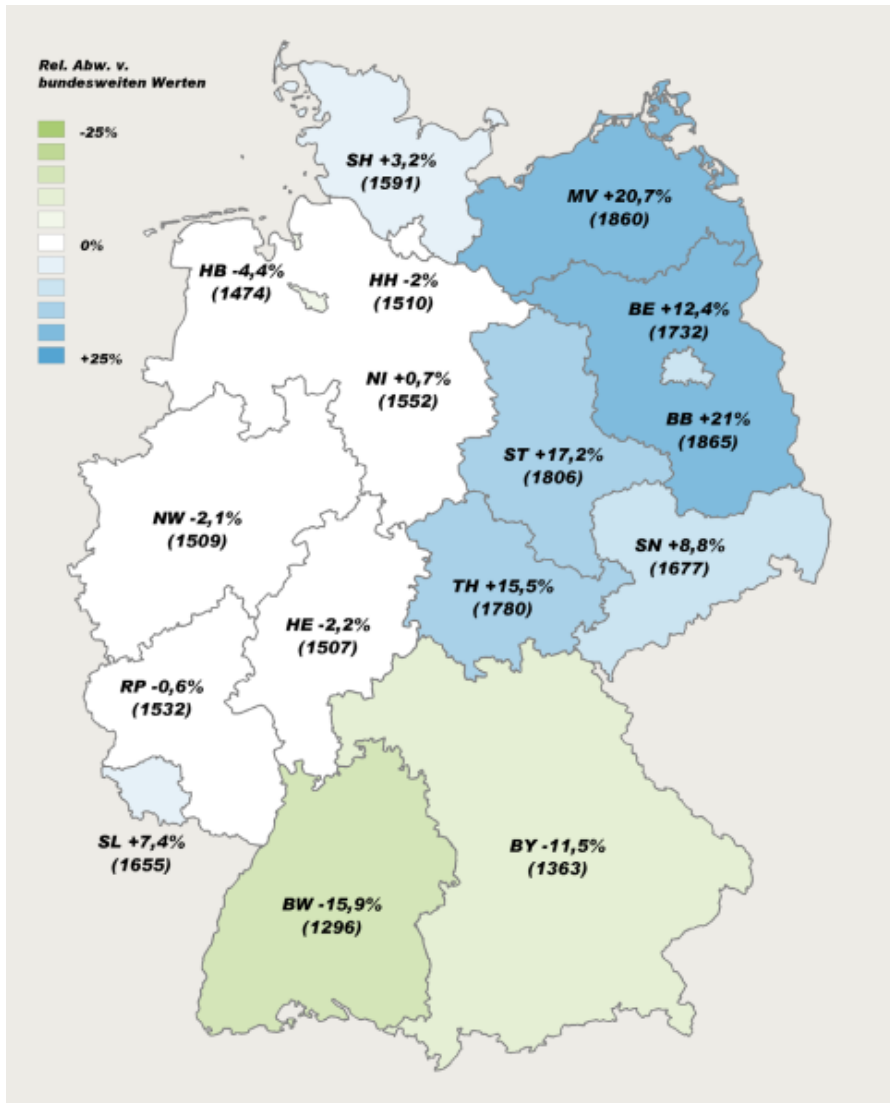 Rel. Abw. v.
bundesweiten Werten
-25%
0%
+25%
SH +3,2%
(1591)
MV +20,7%
(1860)
HB -4,4%
(1474)
HH -2%
(1510)
BE +12,4%
(1732)
NI +0,7%
(1552)
BB +21%
(1865)
ST +17,2%
(1806)
NW -2,1%
(1509)
SN +8,8%
(1677)
TH +15,5%
(1780)
HE -2,2%
(1507)
RP -0,6%
(1532)
SL +7,4%
(1655)
BY -11,5%
(1363)
BW -15,9%
(1296)